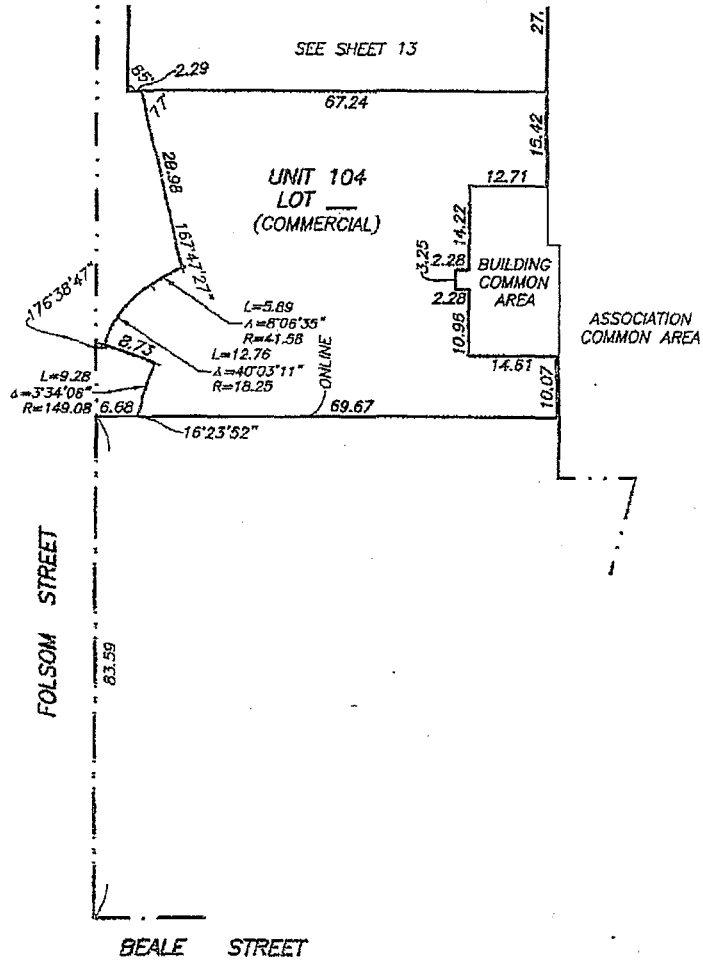 27.
SEE SHEET 13
85'
2.29
77'
67.24
15.42
28.98
UNIT 104
LOT __
(COMMERCIAL)
12.71
14.22
3.25
2.28
BUILDING
COMMON
AREA
2.28
10.98
ASSOCIATION
COMMON AREA
167°47'27"
176°38'47"
L=5.89
Δ=8°06'35"
R=41.58
8.73
L=12.76
Δ=40°03'11"
R=18.25
ONLINE
14.61
10.07
L=9.28
Δ=3°34'06"
R=149.08'
6.68
69.67
16°23'52"
FOLSOM STREET
83.59
BEALE STREET